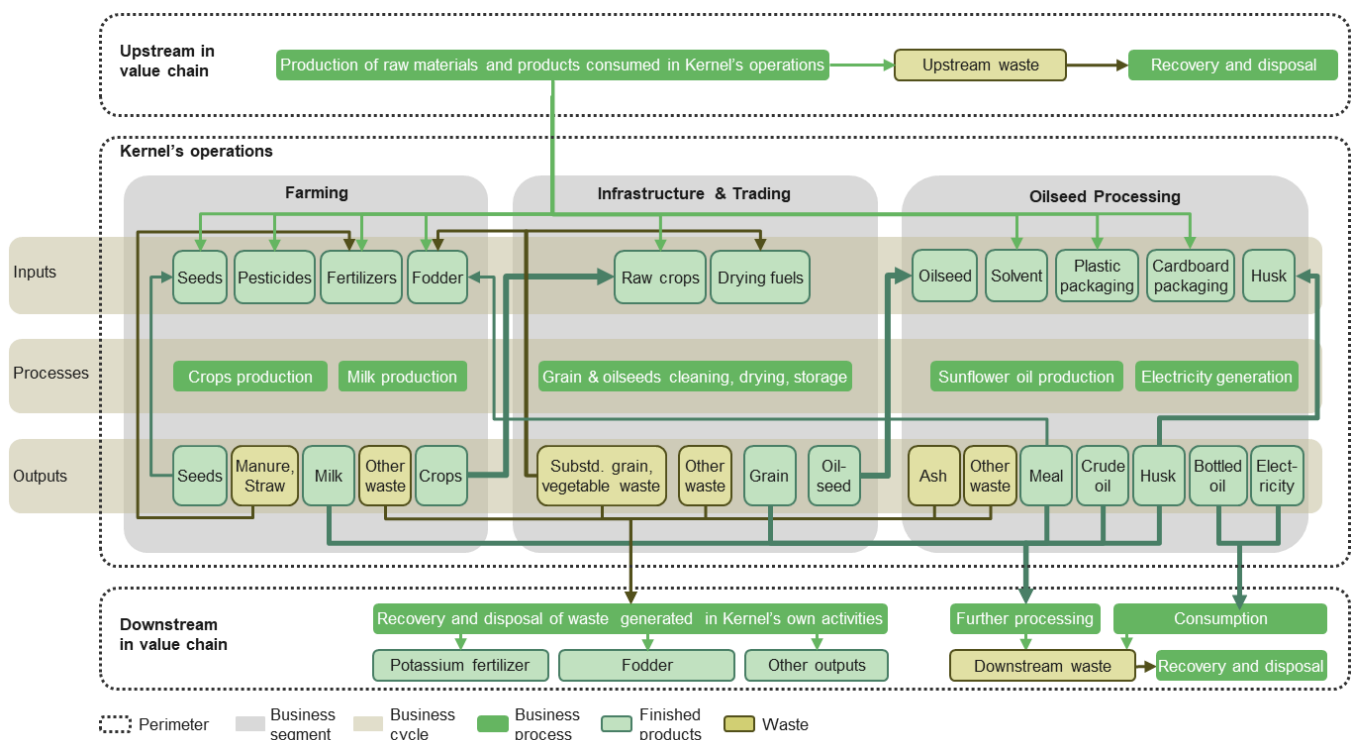 Upstream in
value chain
Production of raw materials and products consumed in Kernel's operations
Upstream waste
Recovery and disposal
Kernel's operations
Farming
Infrastructure & Trading
Oilseed Processing
Inputs
Seeds
Pesticides
Fertilizers
Fodder
Raw crops
Drying fuels
Oilseed
Solvent
Plastic
packaging
Cardboard
packaging
Husk
Processes
Crops production
Milk production
Grain & oilseeds cleaning, drying, storage
Sunflower oil production
Electricity generation
Outputs
Seeds
Manure,
Straw
Milk
Other
waste
Crops
Substd. grain,
vegetable waste
Other
waste
Grain
Oil-
seed
Ash
Other
waste
Meal
Crude
oil
Husk
Bottled
oil
Elect-
ricity
Downstream
in value chain
Recovery and disposal of waste generated in Kernel's own activities
Further processing
Consumption
Potassium fertilizer
Fodder
Other outputs
Downstream waste
Recovery and disposal
Perimeter
Business
segment
Business
cycle
Business
process
Finished
products
Waste